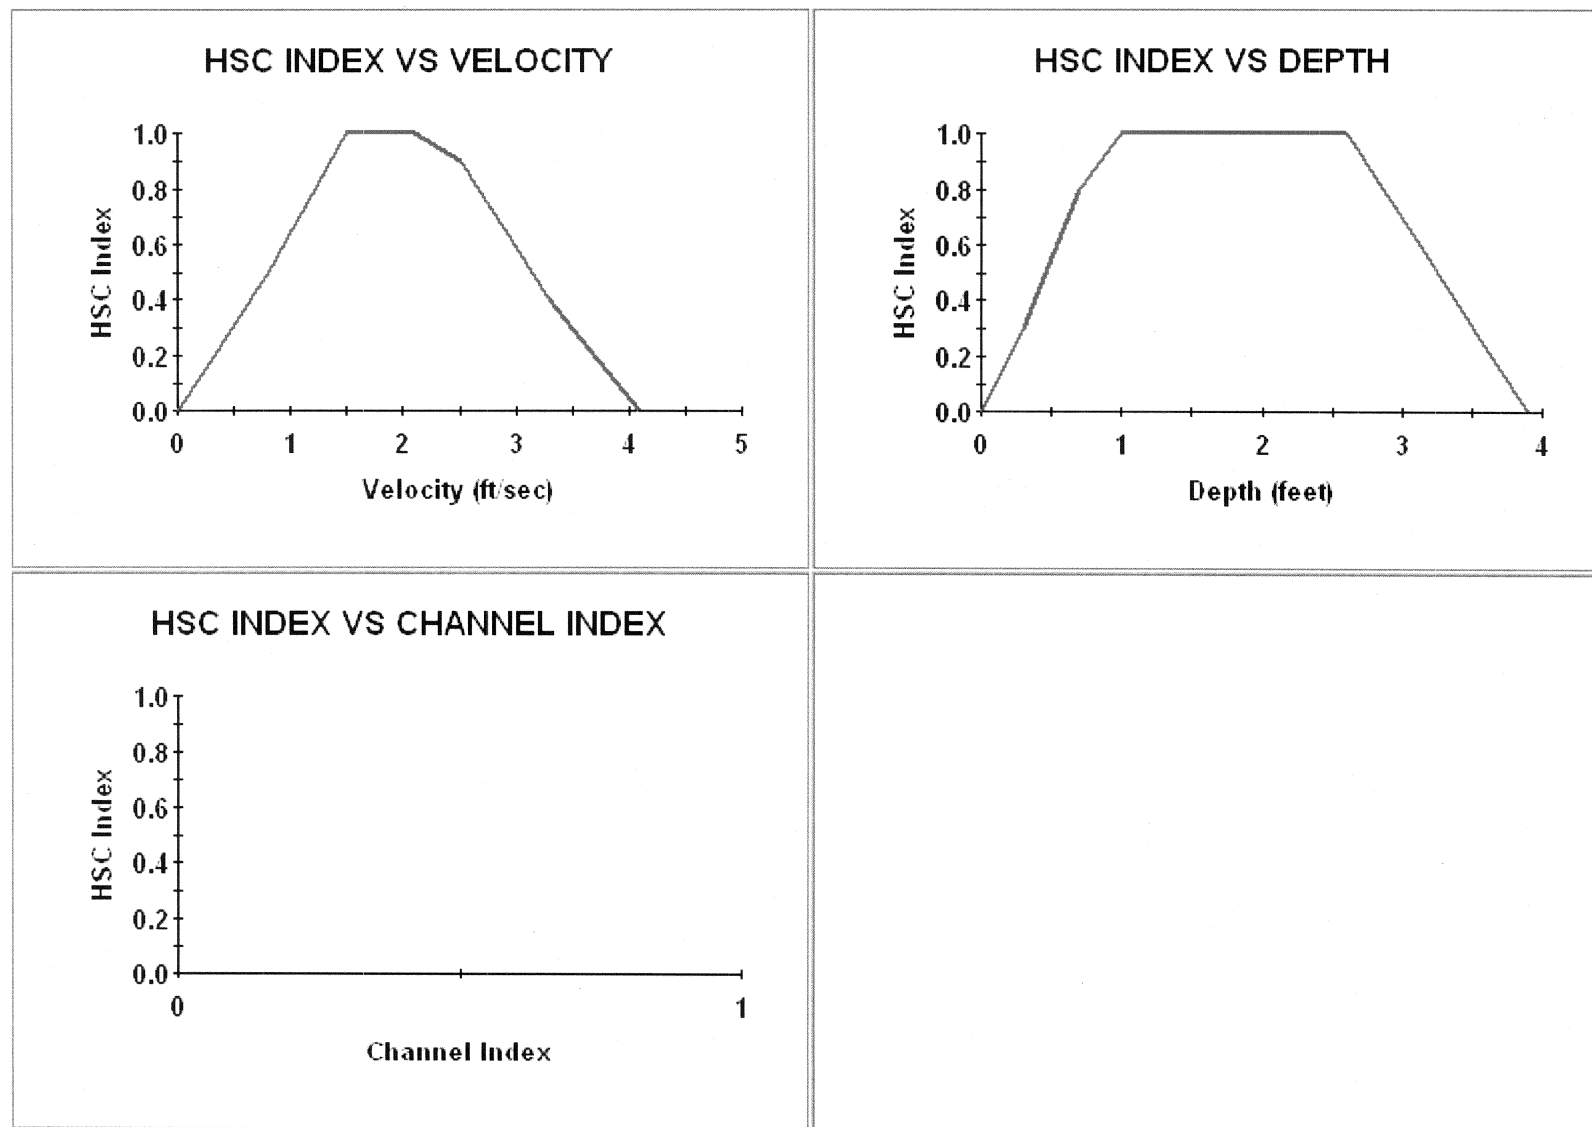 HSC INDEX VS VELOCITY
1.0
0.8
0.6
0.4
0.2
0.0
HSC Index
0 1 2 3 4 5
Velocity (ft/sec)
HSC INDEX VS DEPTH
1.0
0.8
0.6
0.4
0.2
0.0
HSC Index
0 1 2 3 4
Depth (feet)
HSC INDEX VS CHANNEL INDEX
1.0
0.8
0.6
0.4
0.2
0.0
HSC Index
0 1
Channel Index